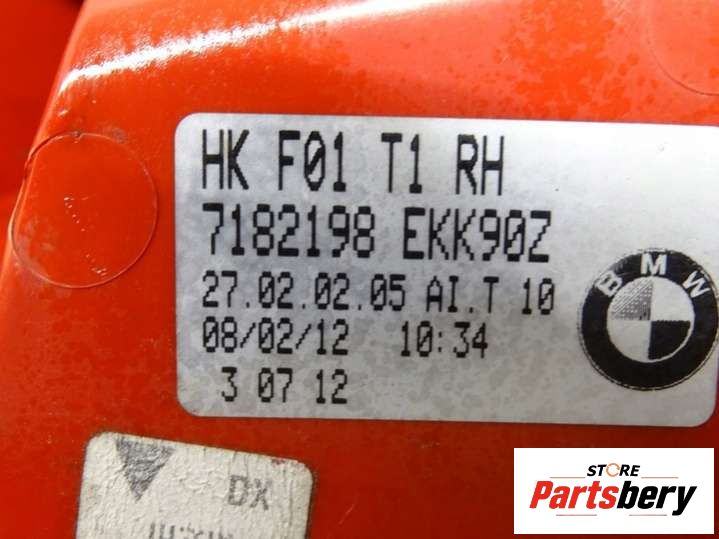 HK F01 T1 RH
7182198 EKK90Z
27.02.02.05 AI.T 10
08/02/12 10:34
3 07 12
BMW
DX
STORE
Partsbery